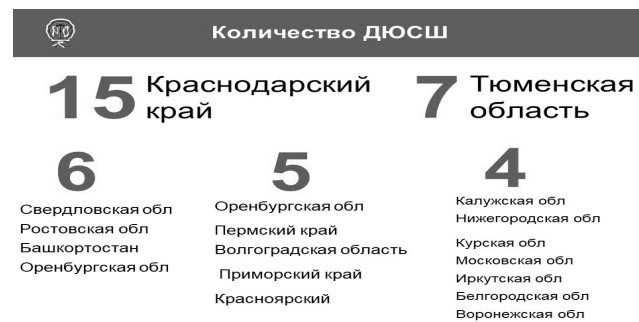 Количество ДЮСШ
15 Краснодарский
край
7 Тюменская
область
6
Свердловская обл
Ростовская обл
Башкортостан
Оренбургская обл
5
Оренбургская обл
Пермский край
Волгоградская область
Приморский край
Красноярский
4
Калужская обл
Нижегородская обл
Курская обл
Московская обл
Иркутская обл
Белгородская обл
Воронежская обл